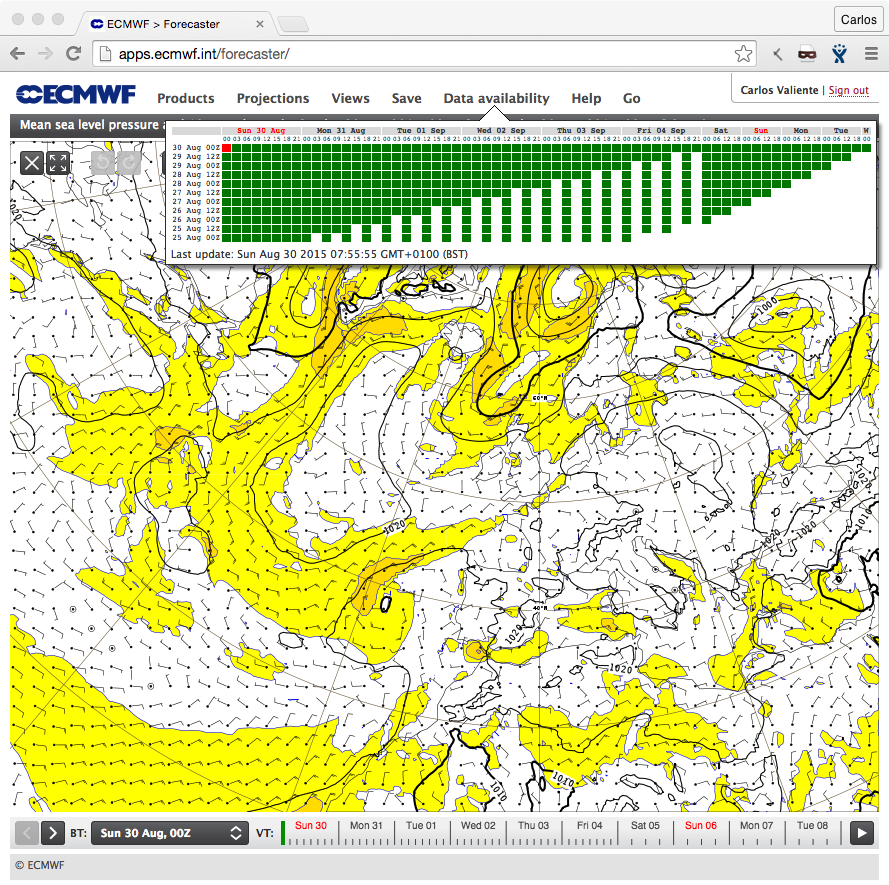 ECMWF > Forecaster
Carlos
apps.ecmwf.int/forecaster/
ECMWF
Products Projections Views Save Data availability Help Go
Carlos Valiente | Sign out
Mean sea level pressure
Sun 30 Aug Mon 31 Aug Tue 01 Sep Wed 02 Sep Thu 03 Sep Fri 04 Sep Sat Sun Mon Tue W
00 03 06 09 12 15 18 21 00 03 06 09 12 15 18 21 00 03 06 09 12 15 18 21 00 03 06 09 12 15 18 21 00 03 06 09 12 15 18 21 00 03 06 09 12 15 18 21 00 06 12 18 00 06 12 18 00 06 12 18 00 06 12 18 00
30 Aug 00Z
29 Aug 12Z
29 Aug 00Z
28 Aug 12Z
28 Aug 00Z
27 Aug 12Z
27 Aug 00Z
26 Aug 12Z
26 Aug 00Z
25 Aug 12Z
25 Aug 00Z
Last update: Sun Aug 30 2015 07:55:55 GMT+0100 (BST)
1020
1000
60°N
1020
1020
1020
1020
40°N
1020
1020
1010
1010
BT: Sun 30 Aug, 00Z VT: Sun 30 Mon 31 Tue 01 Wed 02 Thu 03 Fri 04 Sat 05 Sun 06 Mon 07 Tue 08
© ECMWF